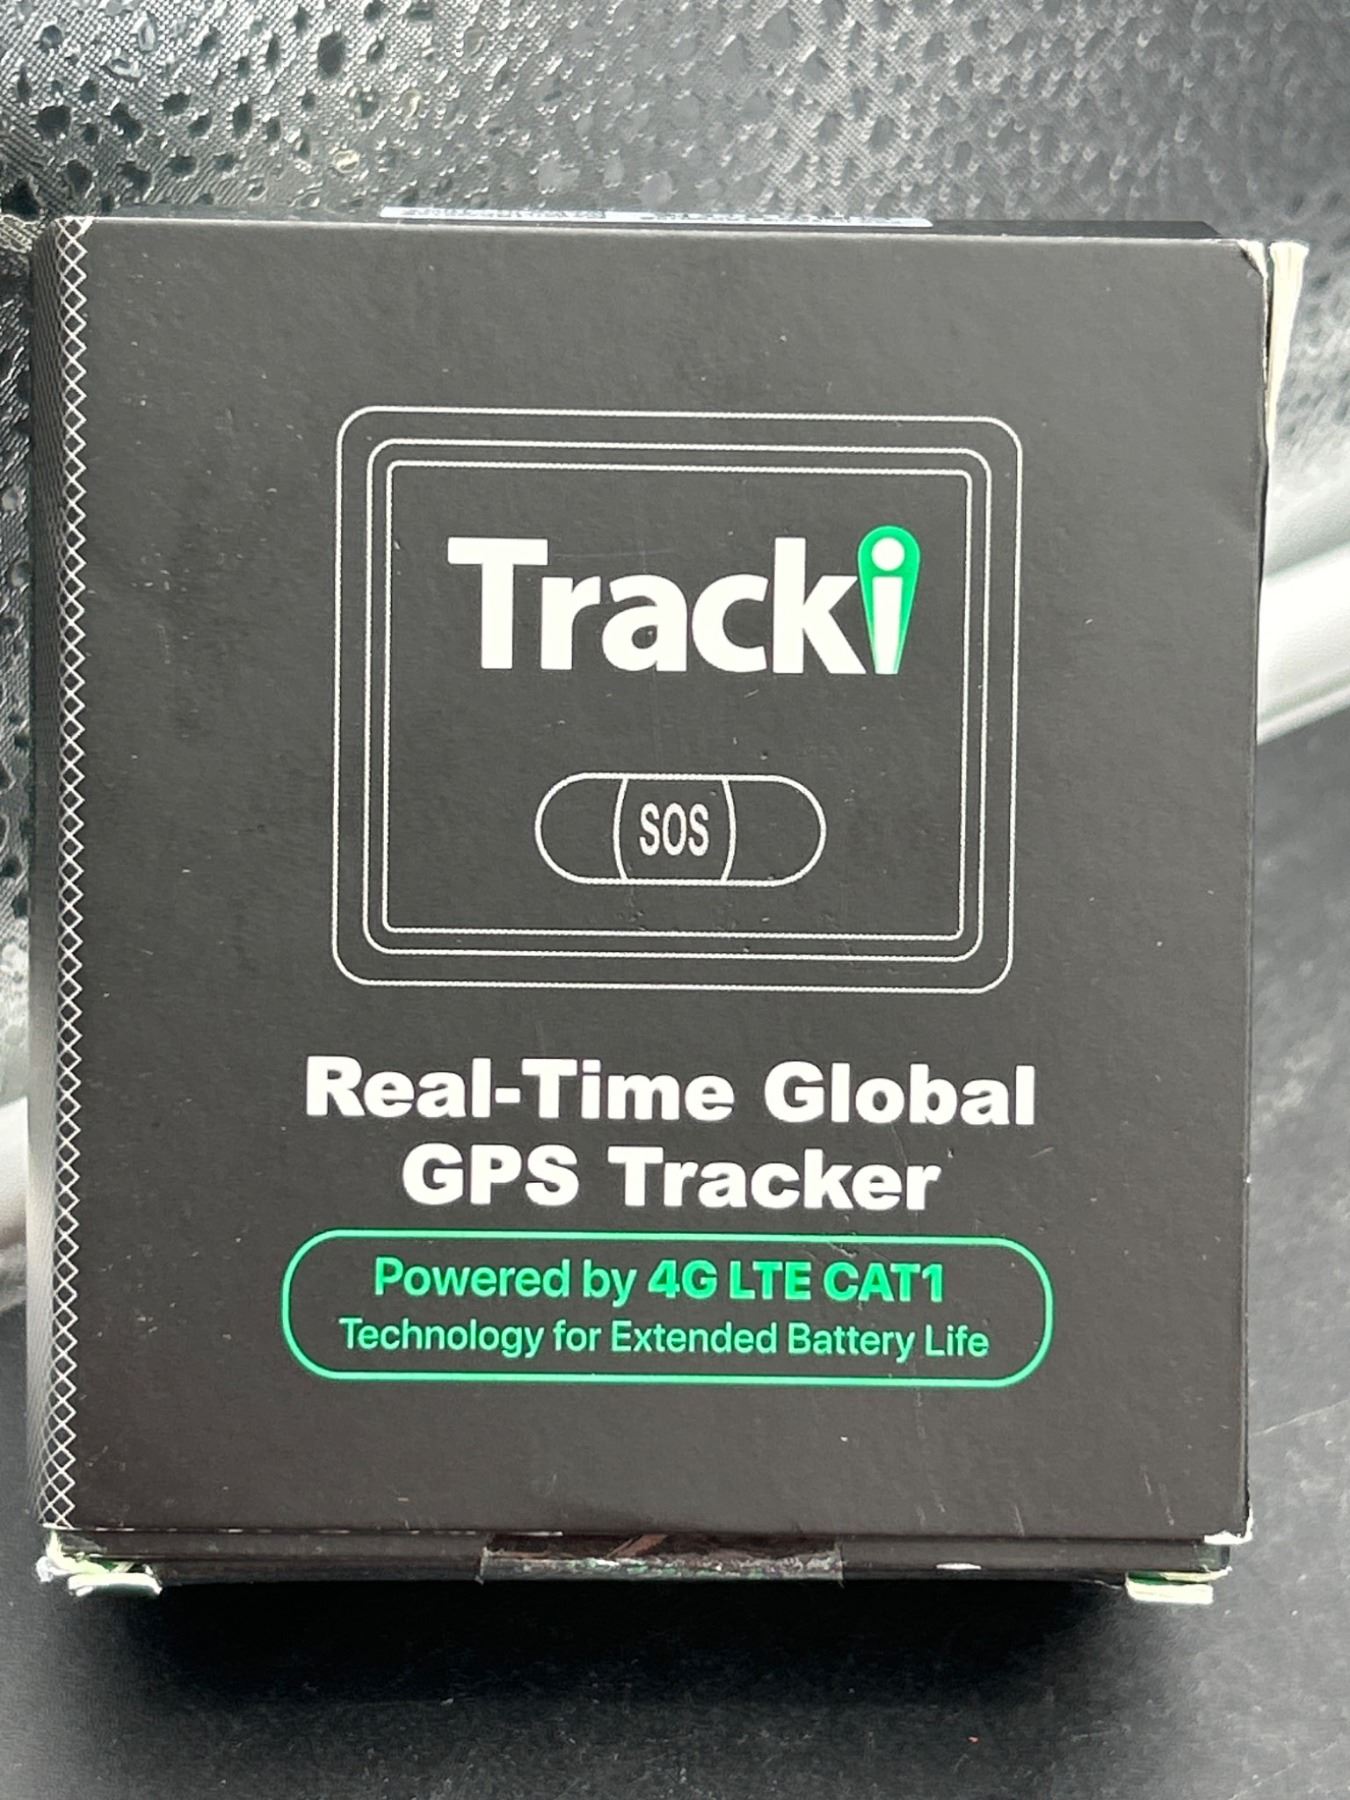 Tracki
SOS
Real-Time Global
GPS Tracker
Powered by 4G LTE CAT1
Technology for Extended Battery Life